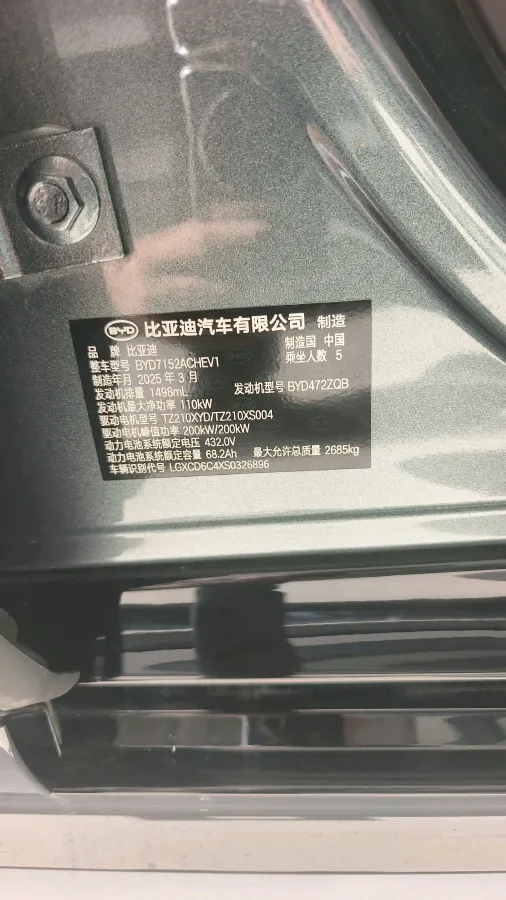 BYD 比亚迪汽车有限公司 制造
品牌 比亚迪 制造国 中国
整车型号 BYD7152ACHEV1 乘坐人数 5
制造年月 2025 年 3 月
发动机排量 1498mL 发动机型号 BYD472ZQB
发动机最大净功率 110kW
驱动电机型号 TZ210XYD/TZ210XS004
驱动电机峰值功率 200kW/200kW
动力电池系统额定电压 432.0V
动力电池系统额定容量 68.2Ah 最大允许总质量 2685kg
车辆识别代号 LGXCD6C4XS0326896